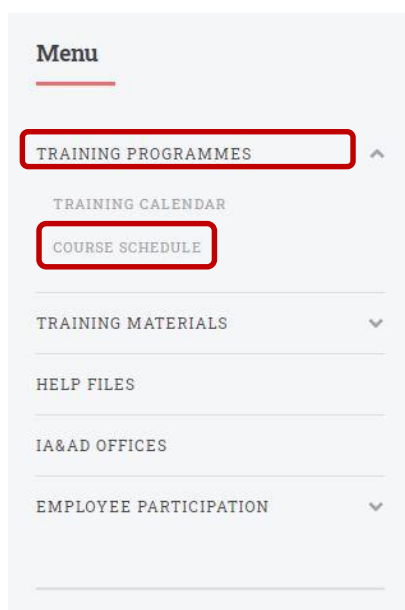 Menu
TRAINING PROGRAMMES
TRAINING CALENDAR
COURSE SCHEDULE
TRAINING MATERIALS
HELP FILES
IA&AD OFFICES
EMPLOYEE PARTICIPATION